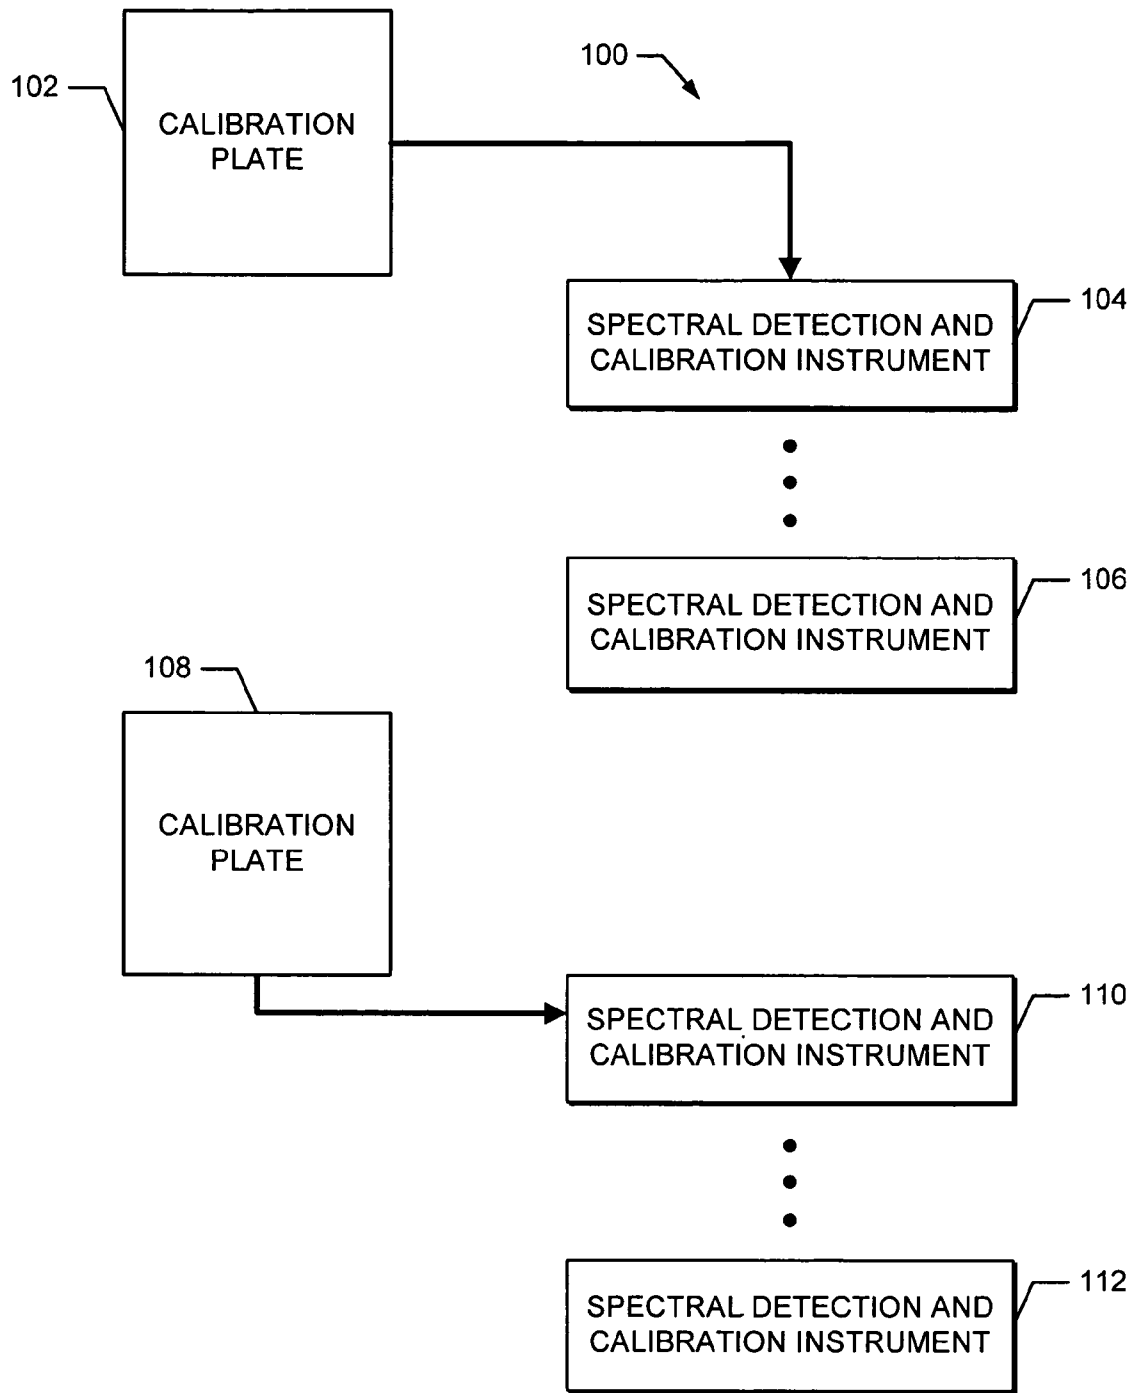 100
102
CALIBRATION
PLATE
104
SPECTRAL DETECTION AND
CALIBRATION INSTRUMENT
106
SPECTRAL DETECTION AND
CALIBRATION INSTRUMENT
108
CALIBRATION
PLATE
110
SPECTRAL DETECTION AND
CALIBRATION INSTRUMENT
112
SPECTRAL DETECTION AND
CALIBRATION INSTRUMENT